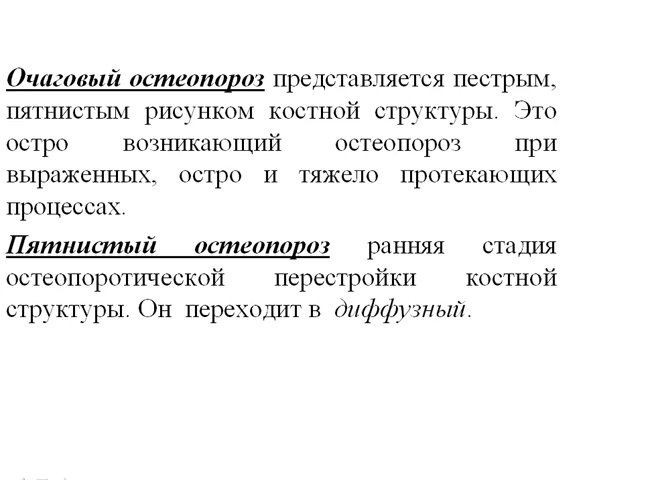 Очаговый остеопороз представляется пестрым,
пятнистым рисунком костной структуры. Это
остро возникающий остеопороз при
выраженных, остро и тяжело протекающих
процессах.
Пятнистый остеопороз ранняя стадия
остеопоротической перестройки костной
структуры. Он переходит в диффузный.